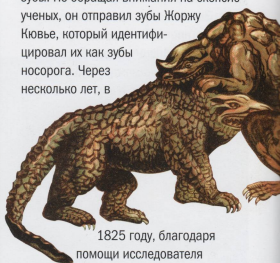 ученых, он отправил зубы Жоржу
Кювье, который идентифи-
цировал их как зубы
носорога. Через
несколько лет, в
1825 году, благодаря
помощи исследователя